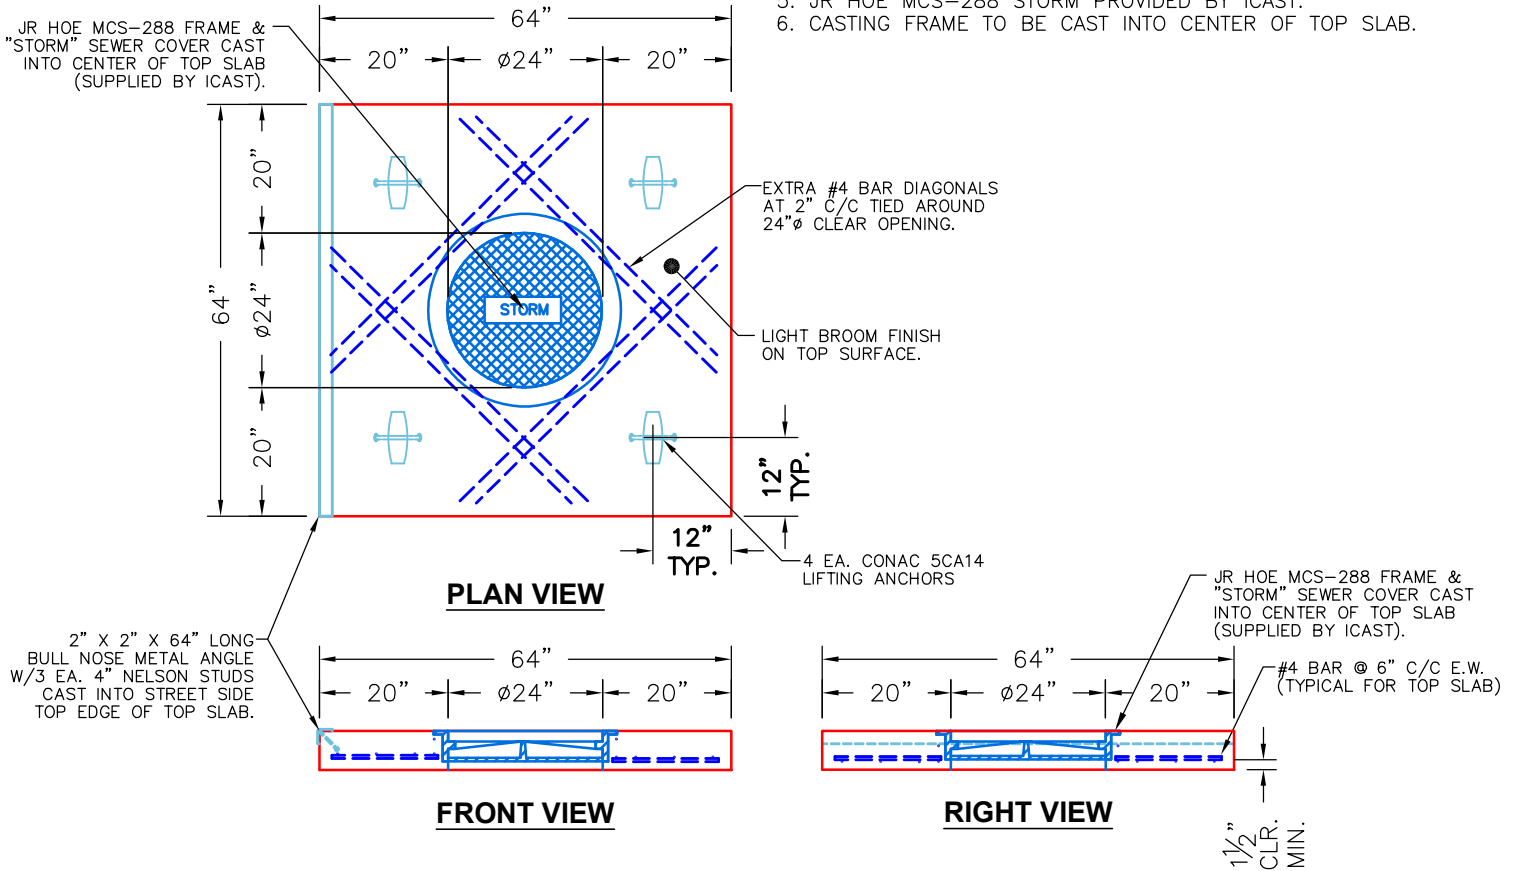 5. JR HOE MCS-288 STORM PROVIDED BY ICAST.
6. CASTING FRAME TO BE CAST INTO CENTER OF TOP SLAB.
JR HOE MCS-288 FRAME &
"STORM" SEWER COVER CAST
INTO CENTER OF TOP SLAB
(SUPPLIED BY ICAST).
64"
20"
ø24"
20"
64"
20"
ø24"
20"
STORM
EXTRA #4 BAR DIAGONALS
AT 2" C/C TIED AROUND
24"ø CLEAR OPENING.
LIGHT BROOM FINISH
ON TOP SURFACE.
12"
TYP.
12"
TYP.
4 EA. CONAC 5CA14
LIFTING ANCHORS
PLAN VIEW
2" X 2" X 64" LONG
BULL NOSE METAL ANGLE
W/3 EA. 4" NELSON STUDS
CAST INTO STREET SIDE
TOP EDGE OF TOP SLAB.
64"
20"
ø24"
20"
FRONT VIEW
64"
20"
ø24"
20"
JR HOE MCS-288 FRAME &
"STORM" SEWER COVER CAST
INTO CENTER OF TOP SLAB
(SUPPLIED BY ICAST).
#4 BAR @ 6" C/C E.W.
(TYPICAL FOR TOP SLAB)
1½"
CLR.
MIN.
RIGHT VIEW